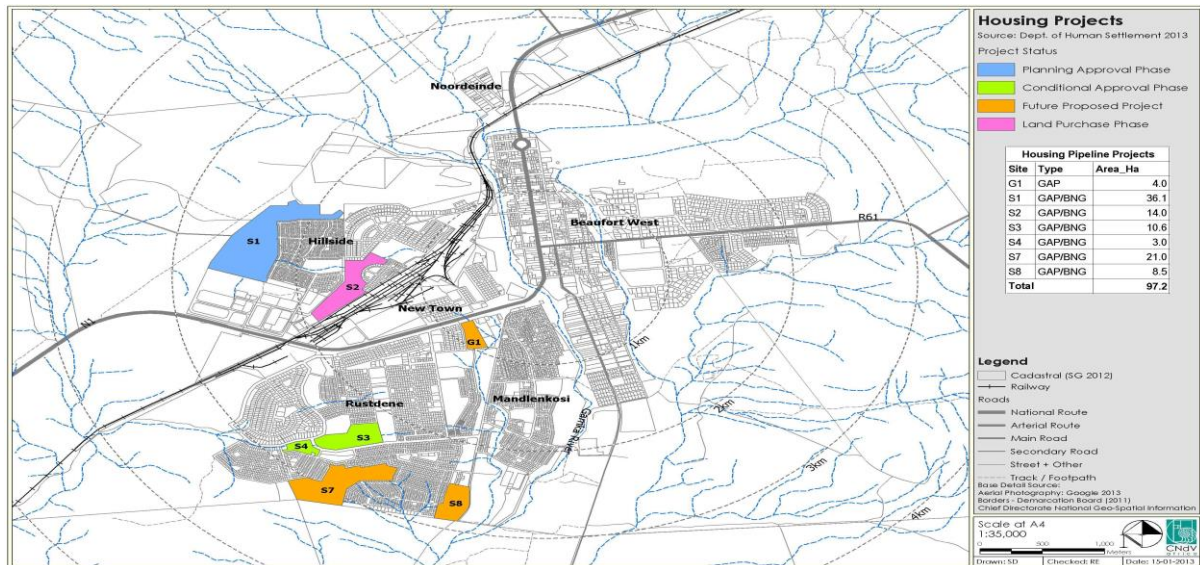 Noordeinde
Beaufort West
R61
S1
Hillside
S2
New Town
N1
G1
1km
Rustdene
Mandlenkosi
Gamka River
2km
S4
S3
3km
S7
S8
4km
Housing Projects
Source: Dept. of Human Settlement 2013
Project Status
Planning Approval Phase
Conditional Approval Phase
Future Proposed Project
Land Purchase Phase
Housing Pipeline Projects
Site Type Area_Ha
G1 GAP 4.0
S1 GAP/BNG 36.1
S2 GAP/BNG 14.0
S3 GAP/BNG 10.6
S4 GAP/BNG 3.0
S7 GAP/BNG 21.0
S8 GAP/BNG 8.5
Total 97.2
Legend
Cadastral (SG 2012)
Railway
Roads
National Route
Arterial Route
Main Road
Secondary Road
Street + Other
Track / Footpath
Base Detail Source:
Aerial Photography: Google 2013
Borders - Demarcation Board (2011)
Chief Directorate National Geo-Spatial Information
Scale at A4
1:35,000
0 500 1,000
Meters
CNdV
africa
Drawn: SD Checked: RE Date: 15-01-2013